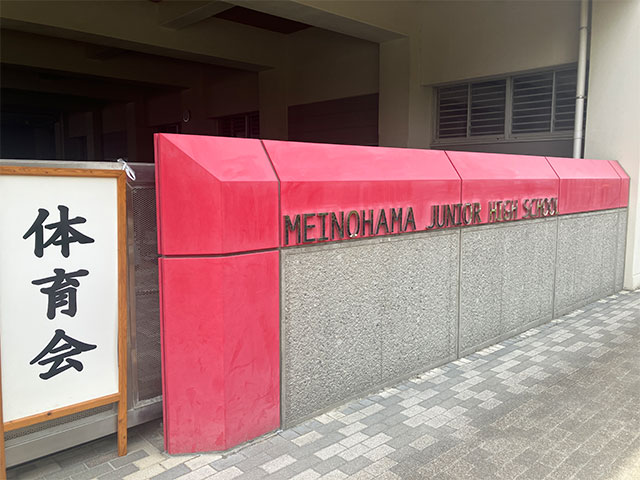 体育会
MEINOHAMA JUNIOR HIGH SCHOOL